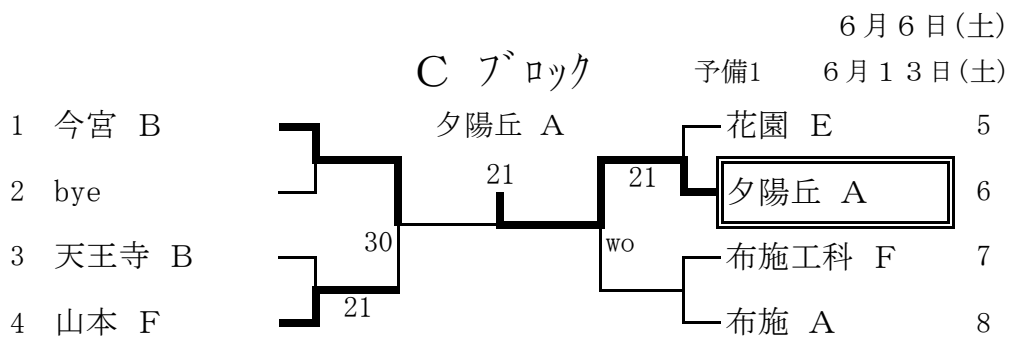 ６月６日(土)
Ｃ ブロック 予備1 ６月１３日(土)
1 今宮 Ｂ 夕陽丘 Ａ 花園 Ｅ 5
21 21
2 bye 夕陽丘 Ａ 6
30 wo
3 天王寺 Ｂ 布施工科 Ｆ 7
21
4 山本 Ｆ 布施 Ａ 8